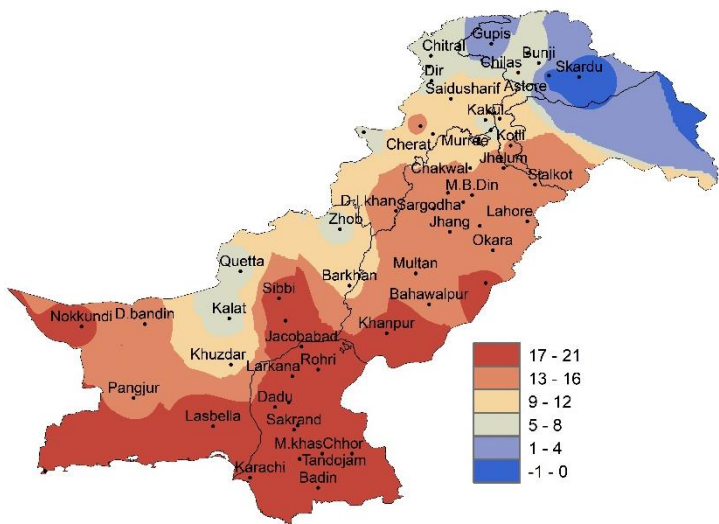 Gupis
Chitral
Bunji
Chilas
Skardu
Dir
Astore
Saidusharif
Kakul
Murree
Kotli
Cherat
Jhelum
Chakwal
Stalkot
M.B.Din
D.I.khan
Sargodha
Lahore
Zhob
Jhang
Okara
Quetta
Multan
Barkhan
Sibbi
Bahawalpur
Nokkundi
D.bandin
Kalat
Khanpur
Jacobabad
Khuzdar
Rohri
Larkana
Pangjur
Dadu
Lasbella
Sakrand
M.khasChhor
Karachi
Tandojam
Badin
17 - 21
13 - 16
9 - 12
5 - 8
1 - 4
-1 - 0